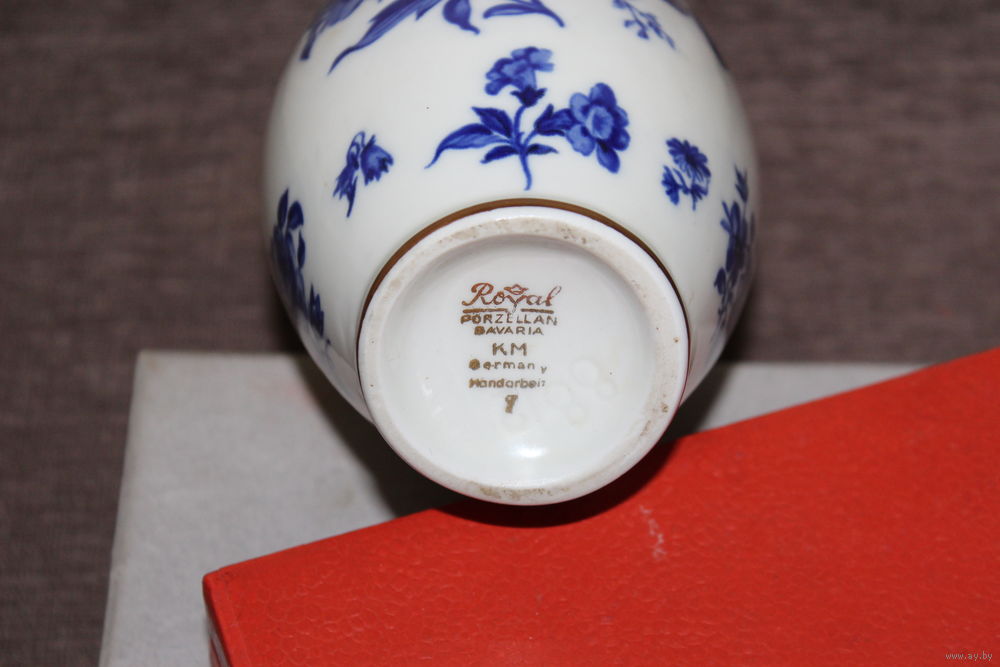 Royal
PORZELLAN
BAVARIA
KM
Germany
Handarbeit
www.ay.by